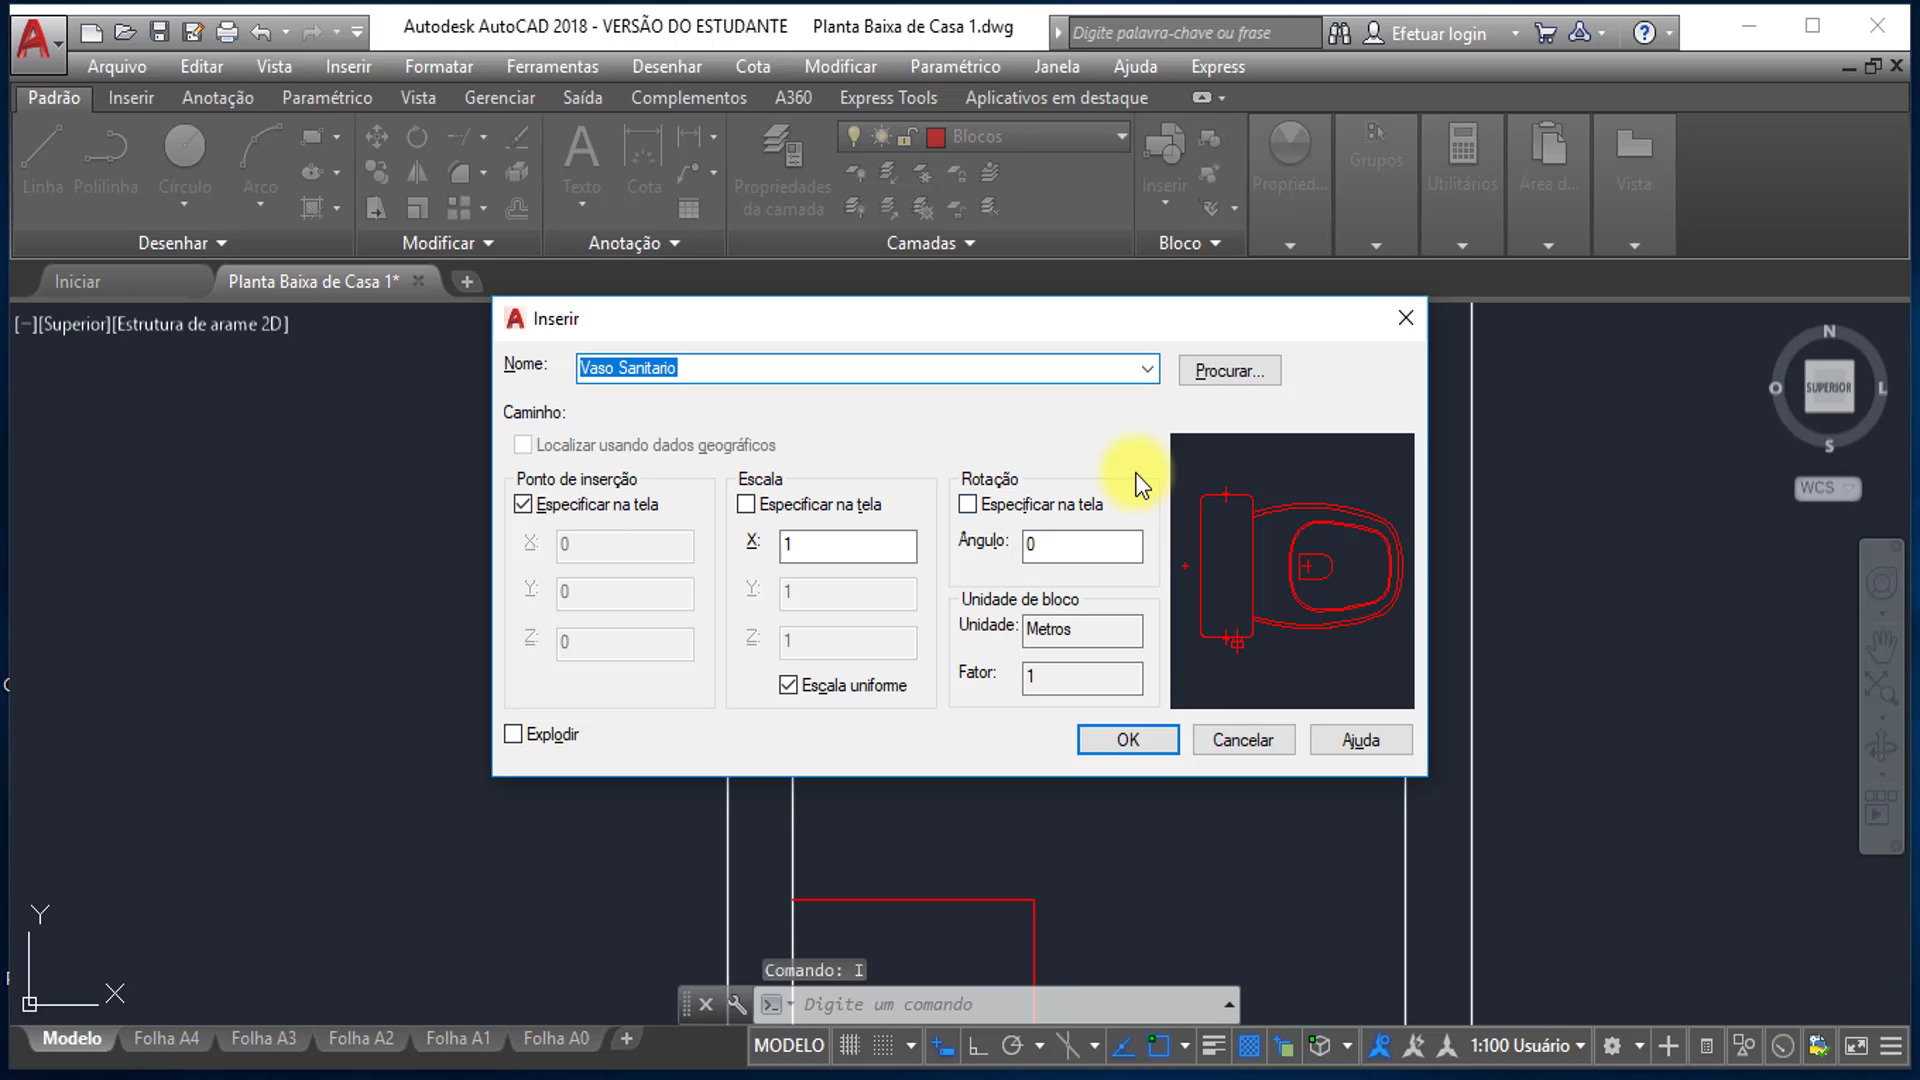 Autodesk AutoCAD 2018 - VERSÃO DO ESTUDANTE Planta Baixa de Casa 1.dwg
Digite palavra-chave ou frase
Efetuar login
Arquivo Editar Vista Inserir Formatar Ferramentas Desenhar Cota Modificar Paramétrico Janela Ajuda Express
Padrão Inserir Anotação Paramétrico Vista Gerenciar Saída Complementos A360 Express Tools Aplicativos em destaque
Blocos
Linha Polilinha Círculo Arco
Texto Cota
Propriedades da camada
Inserir
Propried...
Grupos
Utilitários
Área d...
Vista
Desenhar Modificar Anotação Camadas Bloco
Iniciar
Planta Baixa de Casa 1*
[−][Superior][Estrutura de arame 2D]
Inserir
Nome: Vaso Sanitario Procurar...
Caminho:
Localizar usando dados geográficos
Ponto de inserção Escala Rotação
Especificar na tela Especificar na tela Especificar na tela
X: 0 X: 1 Ângulo: 0
Y: 0 Y: 1
Unidade de bloco
Unidade: Metros
Z: 0 Z: 1
Fator: 1
Escala uniforme
Explodir
OK Cancelar Ajuda
N
O SUPERIOR L
S
WCS
Y
X
Comando: I
Digite um comando
Modelo Folha A4 Folha A3 Folha A2 Folha A1 Folha A0
MODELO
1:100 Usuário